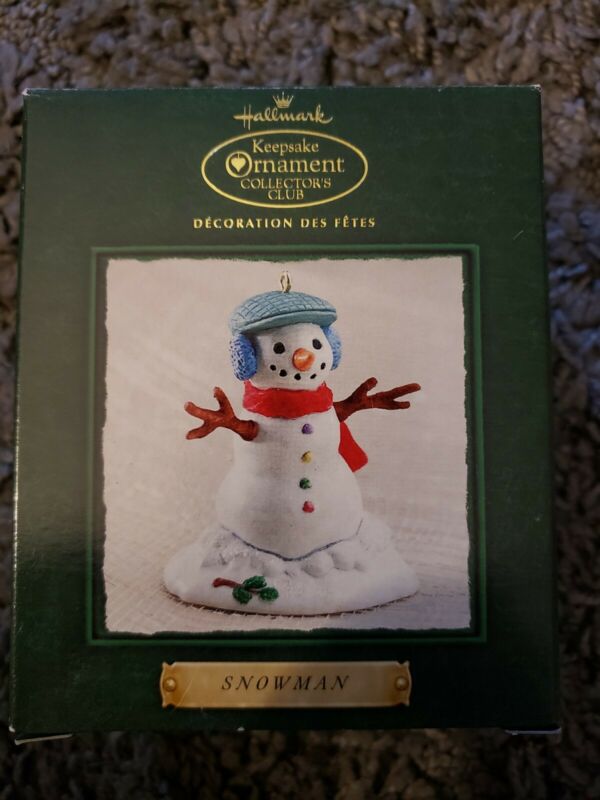 Hallmark
Keepsake
Ornament
COLLECTOR'S
CLUB
DÉCORATION DES FÊTES
SNOWMAN